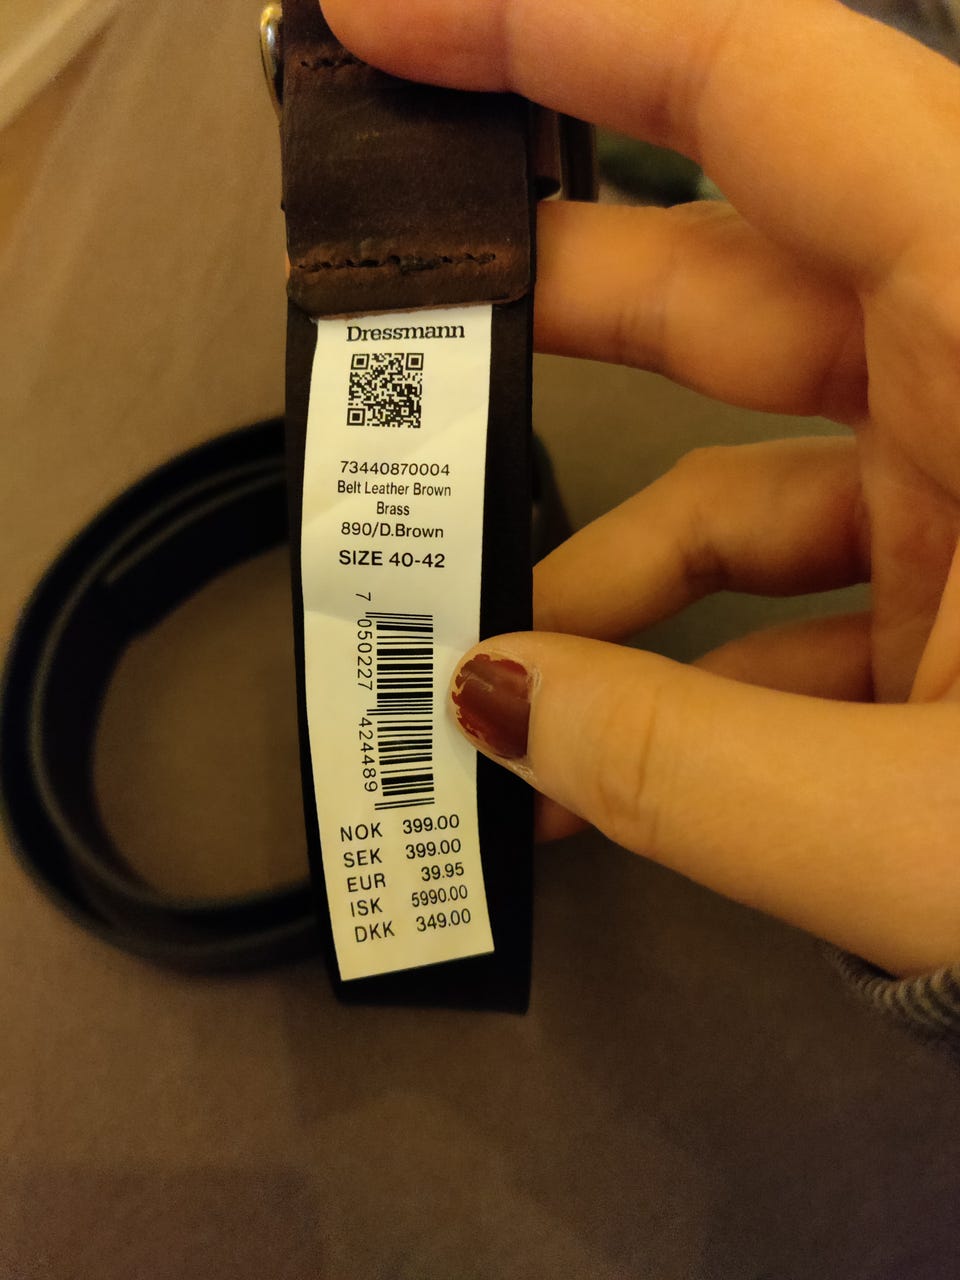 Dressmann
73440870004
Belt Leather Brown
Brass
890/D.Brown
SIZE 40-42
7 050227 424489
NOK 399.00
SEK 399.00
EUR 39.95
ISK 5990.00
DKK 349.00